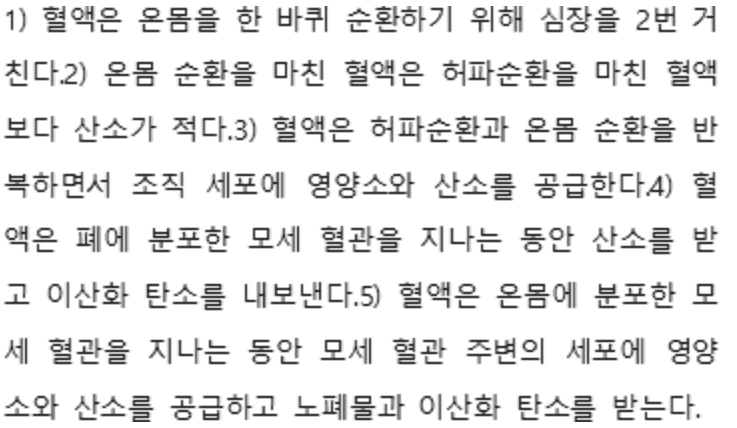 1) 혈액은 온몸을 한 바퀴 순환하기 위해 심장을 2번 거
친다.2) 온몸 순환을 마친 혈액은 허파순환을 마친 혈액
보다 산소가 적다.3) 혈액은 허파순환과 온몸 순환을 반
복하면서 조직 세포에 영양소와 산소를 공급한다.4) 혈
액은 폐에 분포한 모세 혈관을 지나는 동안 산소를 받
고 이산화 탄소를 내보낸다.5) 혈액은 온몸에 분포한 모
세 혈관을 지나는 동안 모세 혈관 주변의 세포에 영양
소와 산소를 공급하고 노폐물과 이산화 탄소를 받는다.